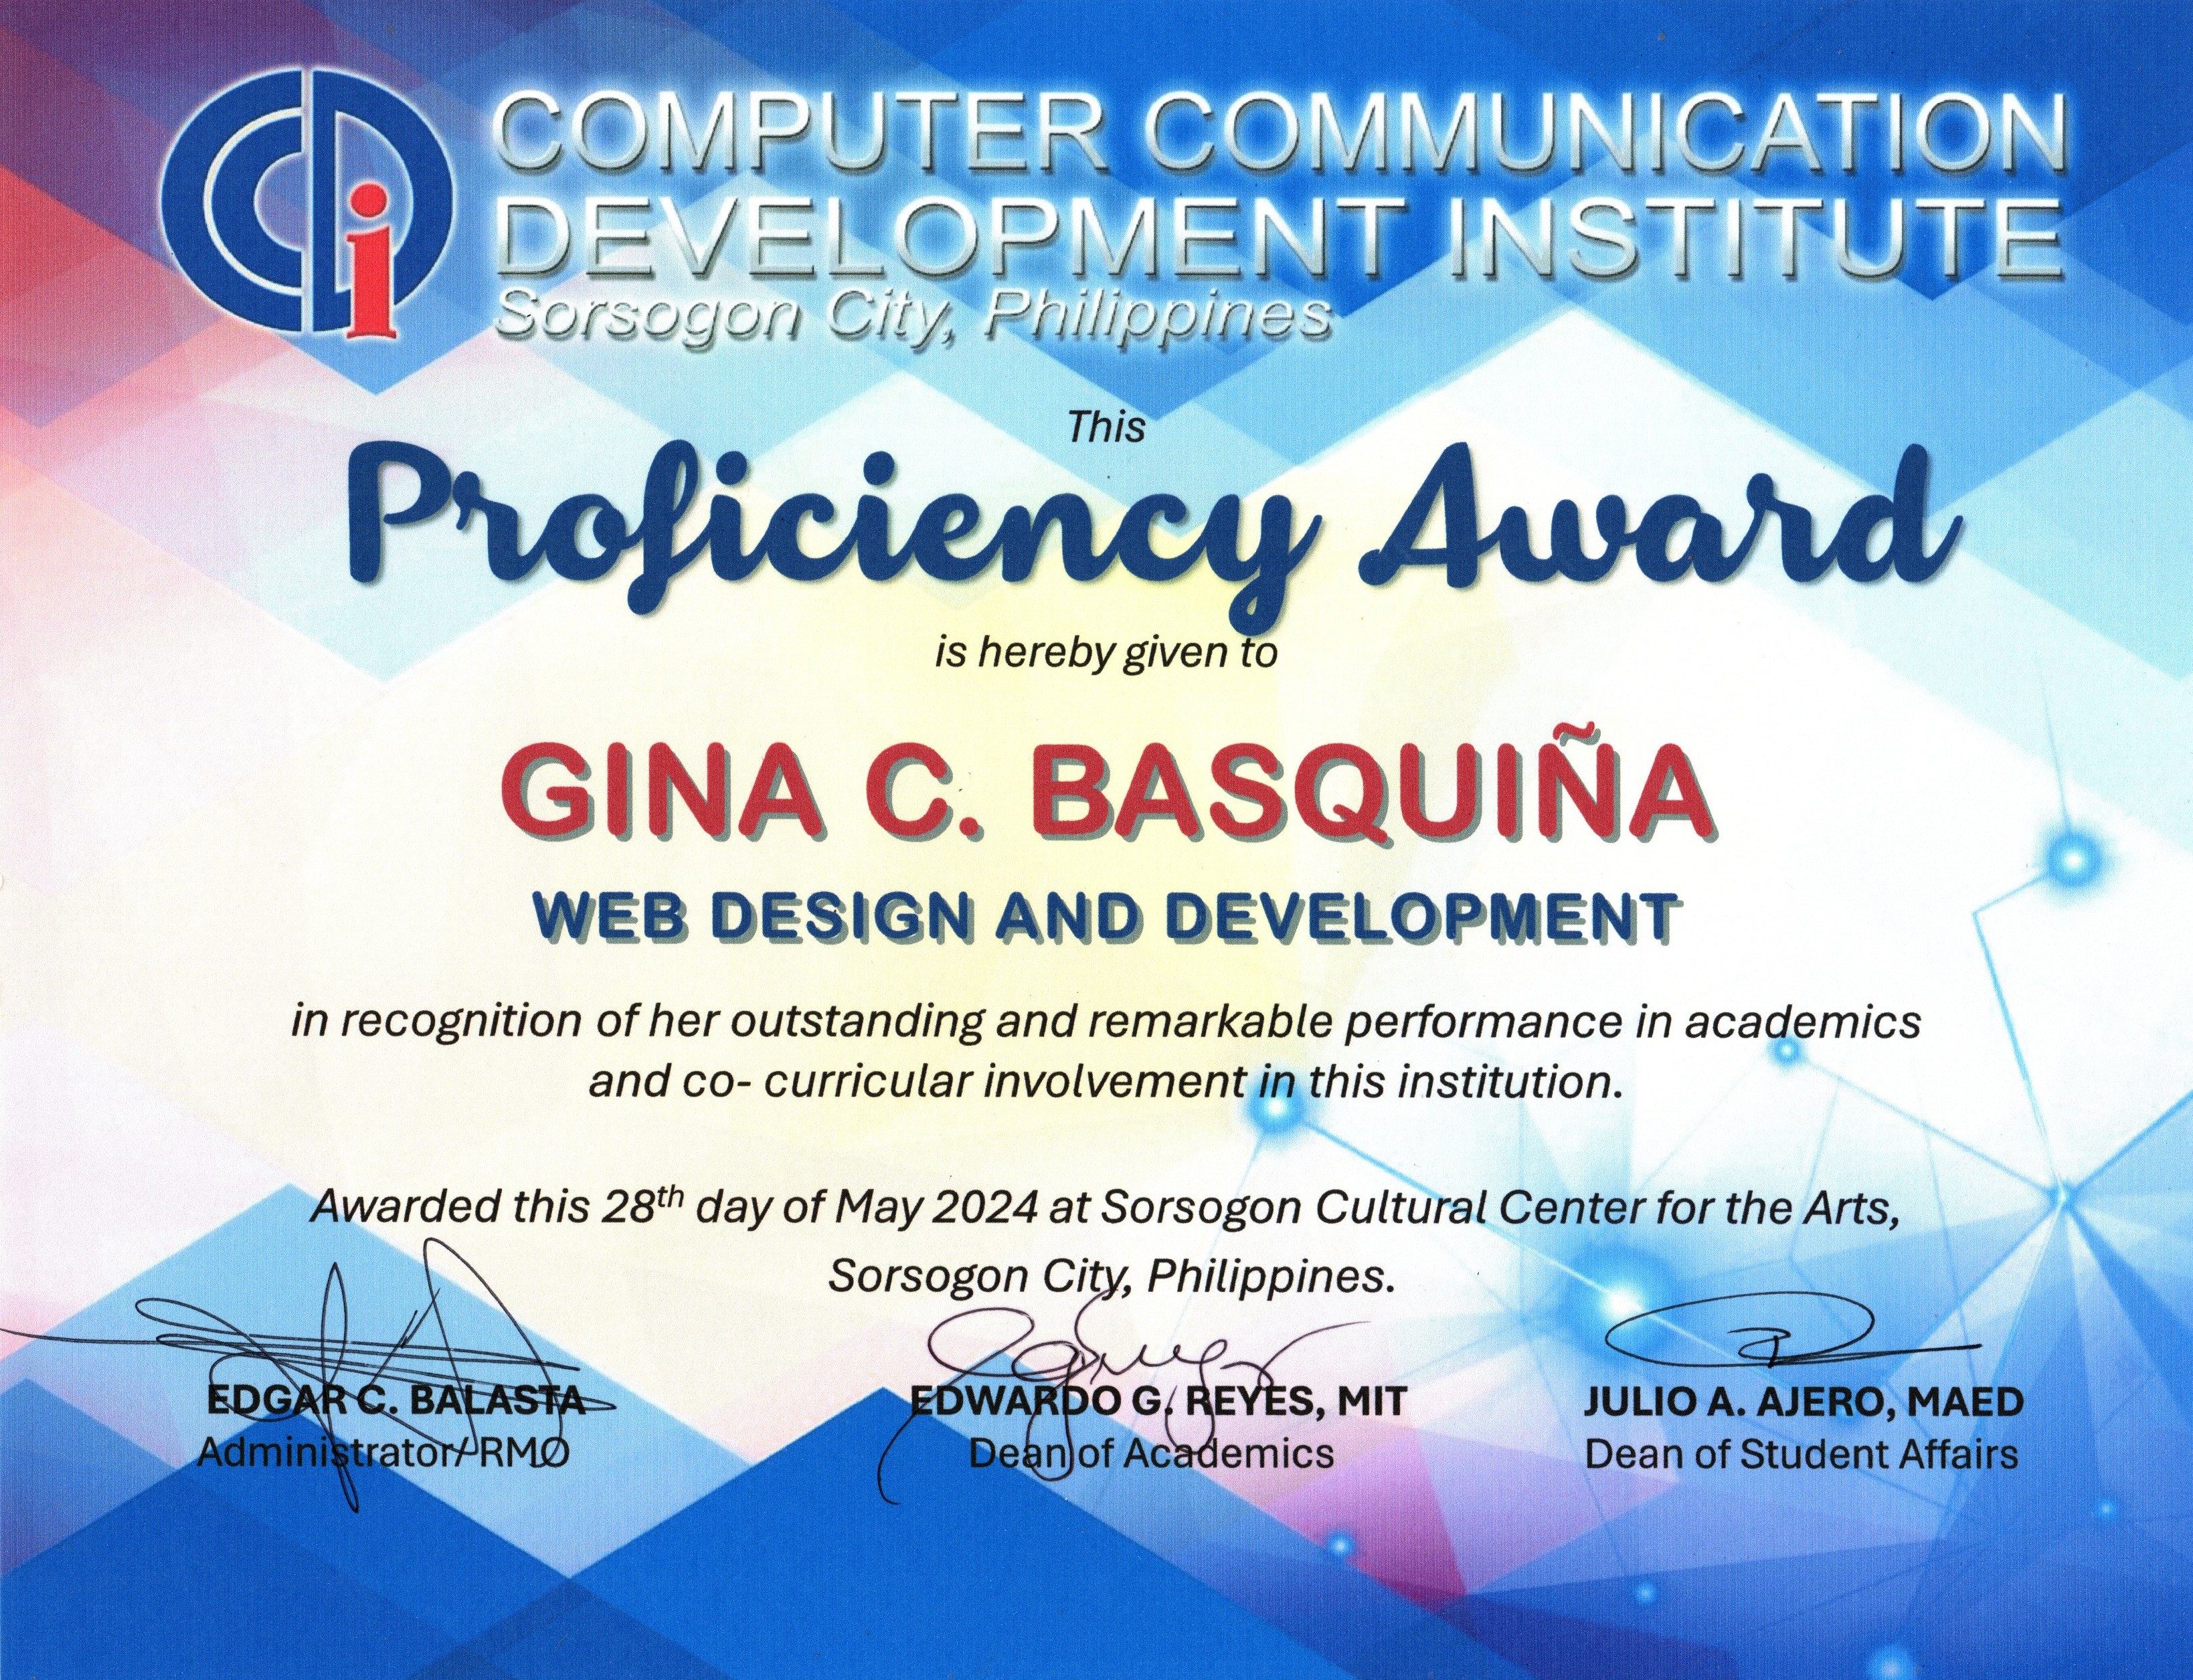 CCDi
COMPUTER COMMUNICATION
DEVELOPMENT INSTITUTE
Sorsogon City, Philippines
This
Proficiency Award
is hereby given to
GINA C. BASQUIÑA
WEB DESIGN AND DEVELOPMENT
in recognition of her outstanding and remarkable performance in academics
and co- curricular involvement in this institution.
Awarded this 28th day of May 2024 at Sorsogon Cultural Center for the Arts,
Sorsogon City, Philippines.
EDGAR C. BALASTA
Administrator/ RMO
EDWARDO G. REYES, MIT
Dean of Academics
JULIO A. AJERO, MAED
Dean of Student Affairs